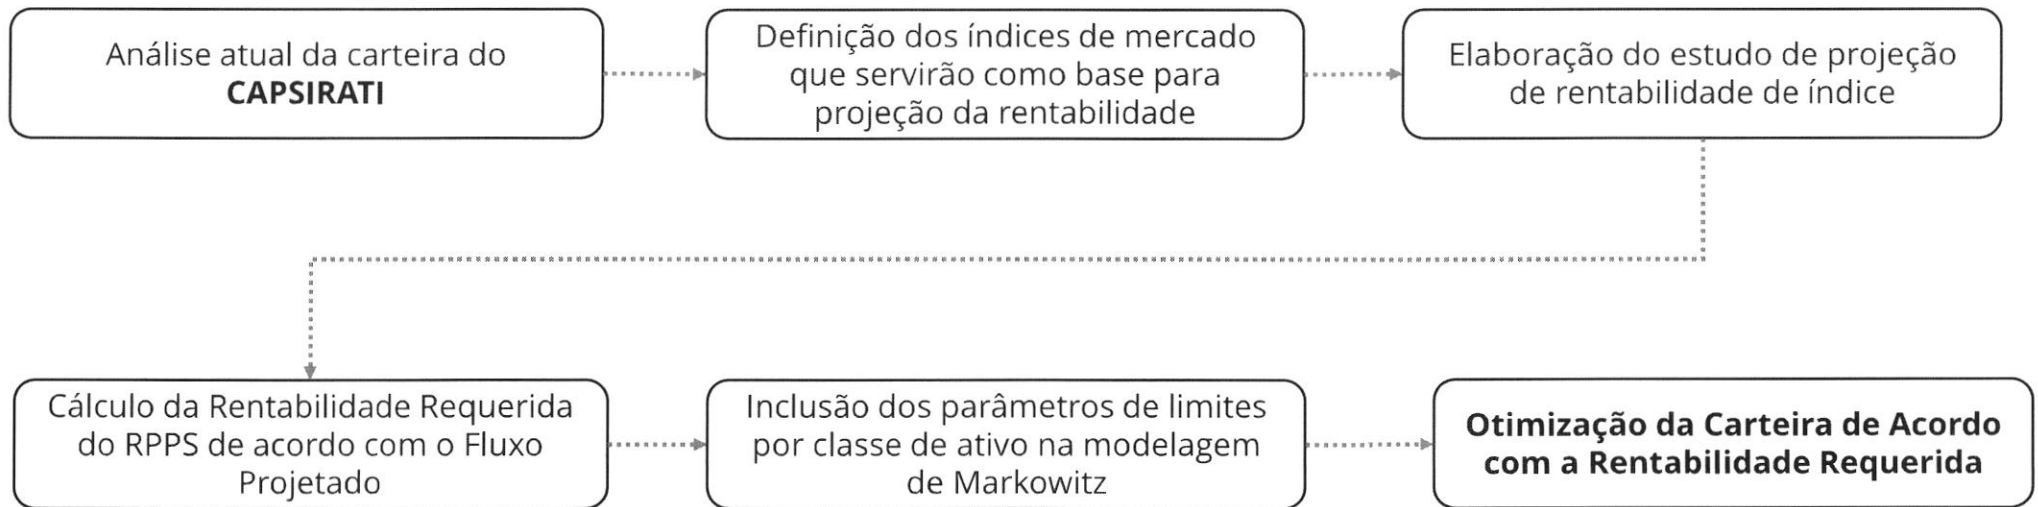 Análise atual da carteira do
CAPSIRATI
Definição dos índices de mercado
que servirão como base para
projeção da rentabilidade
Elaboração do estudo de projeção
de rentabilidade de índice
Cálculo da Rentabilidade Requerida
do RPPS de acordo com o Fluxo
Projetado
Inclusão dos parâmetros de limites
por classe de ativo na modelagem
de Markowitz
Otimização da Carteira de Acordo
com a Rentabilidade Requerida